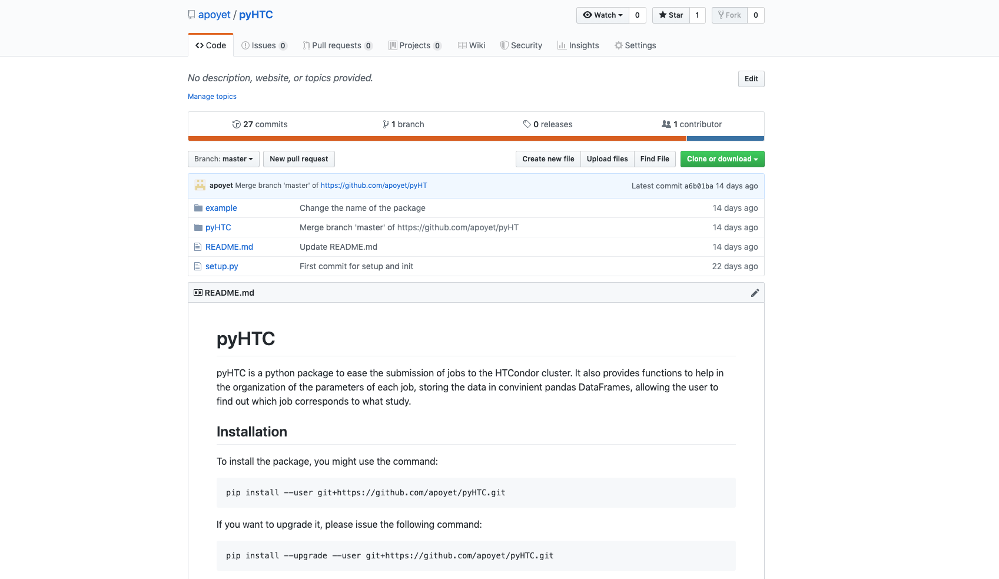 apoyet / pyHTC
Watch 0 Star 1 Fork 0
Code Issues 0 Pull requests 0 Projects 0 Wiki Security Insights Settings
No description, website, or topics provided.
Edit
Manage topics
27 commits 1 branch 0 releases 1 contributor
Branch: master New pull request Create new file Upload files Find File Clone or download
apoyet Merge branch 'master' of https://github.com/apoyet/pyHT Latest commit a6b01ba 14 days ago
example Change the name of the package 14 days ago
pyHTC Merge branch 'master' of https://github.com/apoyet/pyHT 14 days ago
README.md Update README.md 14 days ago
setup.py First commit for setup and init 22 days ago
README.md
pyHTC
pyHTC is a python package to ease the submission of jobs to the HTCondor cluster. It also provides functions to help in
the organization of the parameters of each job, storing the data in convinient pandas DataFrames, allowing the user to
find out which job corresponds to what study.
Installation
To install the package, you might use the command:
pip install --user git+https://github.com/apoyet/pyHTC.git
If you want to upgrade it, please issue the following command:
pip install --upgrade --user git+https://github.com/apoyet/pyHTC.git